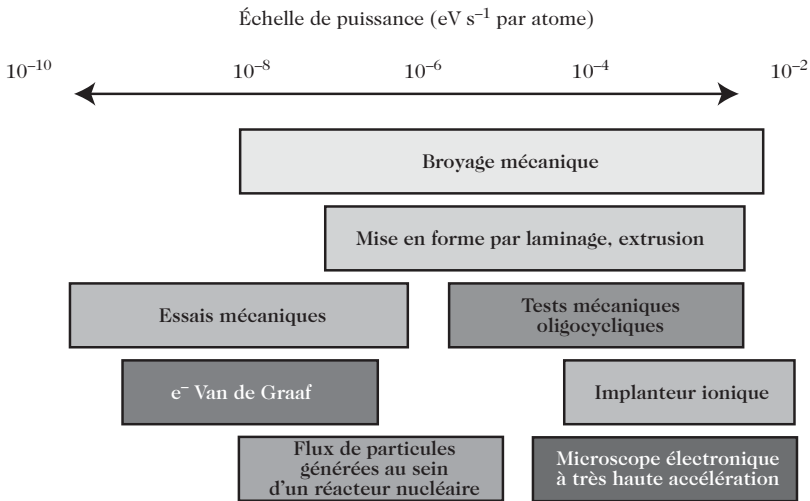 Échelle de puissance (eV s⁻¹ par atome)
10⁻¹⁰ 10⁻⁸ 10⁻⁶ 10⁻⁴ 10⁻²
Broyage mécanique
Mise en forme par laminage, extrusion
Essais mécaniques
Tests mécaniques
oligocycliques
e⁻ Van de Graaf
Implanteur ionique
Flux de particules
générées au sein
d'un réacteur nucléaire
Microscope électronique
à très haute accélération